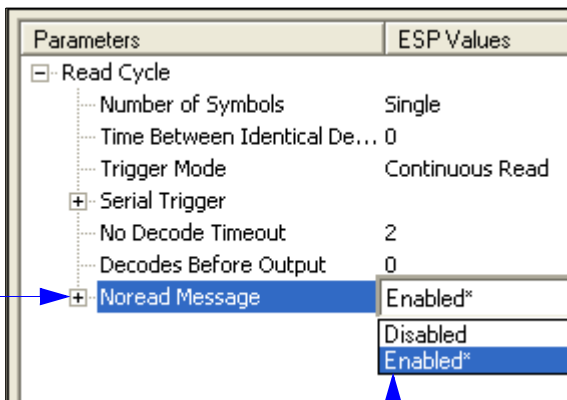 Parameters ESP Values
Read Cycle
Number of Symbols Single
Time Between Identical De... 0
Trigger Mode Continuous Read
Serial Trigger
No Decode Timeout 2
Decodes Before Output 0
Noread Message Enabled*
Disabled
Enabled*